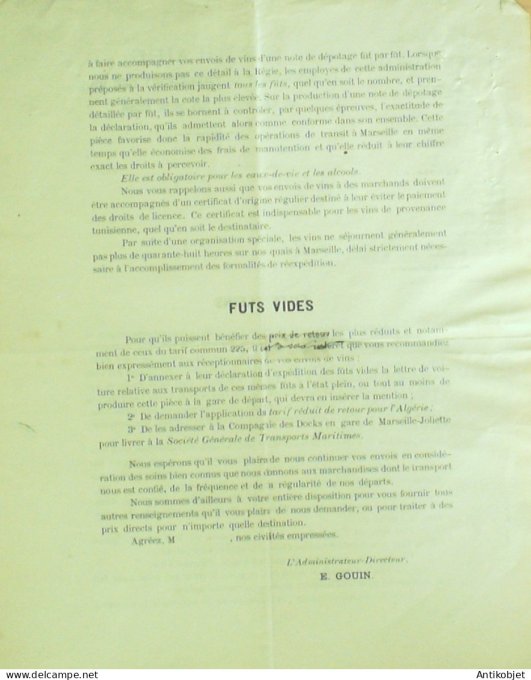 à faire accompagner vos envois de vins d'une note de dépotage fût par fût. Lorsque
nous ne produisons pas ce détail à la Régie, les employés de cette administration
préposés à la vérification jaugent tous les fûts, quel qu'en soit le nombre, et pren-
nent généralement la cote la plus élevée. Sur la production d'une note de dépotage
détaillée par fût, ils se bornent à contrôler, par quelques épreuves, l'exactitude de
la déclaration, qu'ils admettent alors comme conforme dans son ensemble. Cette
pièce favorise donc la rapidité des opérations de transit à Marseille en même
temps qu'elle économise des frais de manutention et qu'elle réduit à leur chiffre
exact les droits à percevoir.
Elle est obligatoire pour les eaux-de-vie et les alcools.
Nous vous rappelons aussi que vos envois de vins à des marchands doivent
être accompagnés d'un certificat d'origine régulier destiné à leur éviter le paiement
des droits de licence. Ce certificat est indispensable pour les vins de provenance
tunisienne, quel qu'en soit le destinataire.
Par suite d'une organisation spéciale, les vins ne séjournent généralement
pas plus de quarante-huit heures sur nos quais à Marseille, délai strictement néces-
saire à l'accomplissement des formalités de réexpédition.
FUTS VIDES
Pour qu'ils puissent bénéfier des prix de retour les plus réduits et notam-
ment de ceux du tarif commun 225, il est que vous recommandiez
bien expressément aux réceptionnaires de vos envois de vins :
1º D'annexer à leur déclaration d'expédition des fûts vides la lettre de voi-
ture relative aux transports de ces mêmes fûts à l'état plein, ou tout au moins de
produire cette pièce à la gare de départ, qui devra en insérer la mention ;
2º De demander l'application du tarif réduit de retour pour l'Algérie.
3º De les adresser à la Compagnie des Docks en gare de Marseille-Joliette
pour livrer à la Société Générale de Transports Maritimes.
Nous espérons qu'il vous plaira de nous continuer vos envois en considé-
ration des soins bien connus que nous donnons aux marchandises dont le transport
nous est confié, de la fréquence et de a régularité de nos départs.
Nous sommes d'ailleurs à votre entière disposition pour vous fournir tous
autres renseignements qu'il vous plaira de nous demander, ou pour traiter à des
prix directs pour n'importe quelle destination.
Agréez, M , nos civilités empressées.
L'Administrateur-Directeur,
E. GOUIN.
Antikobjet